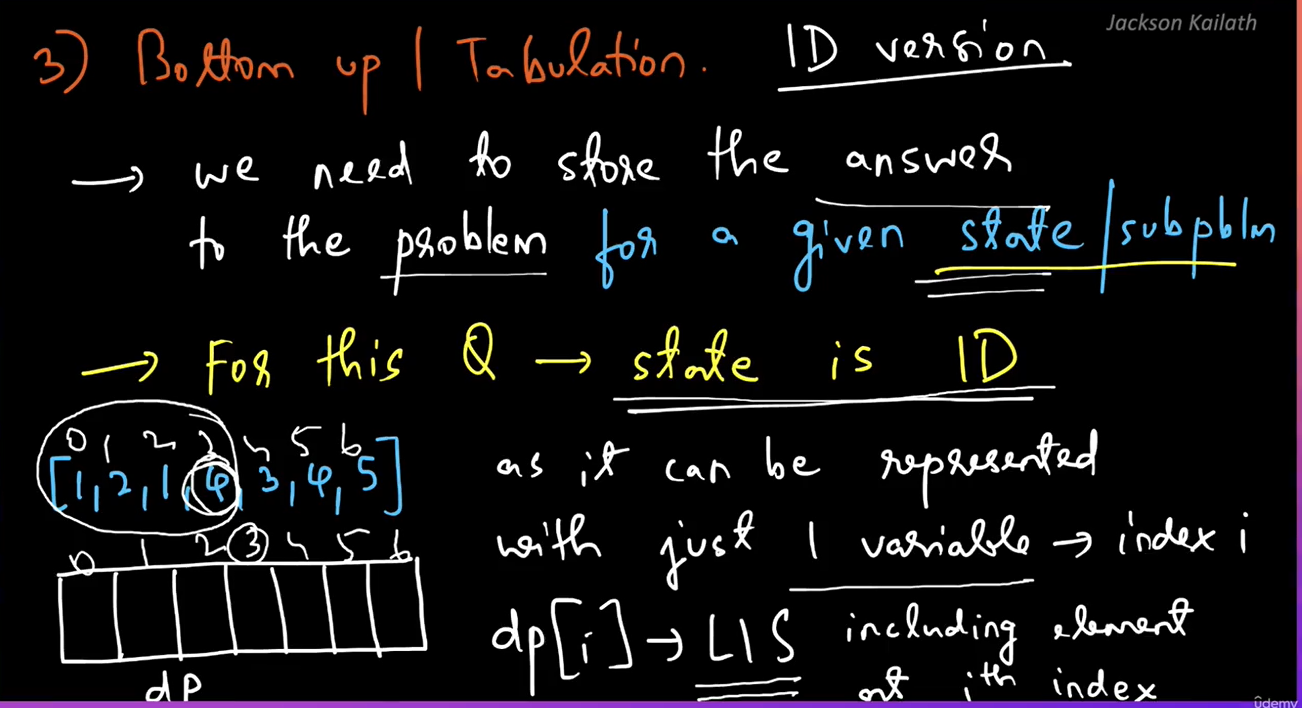 Jackson Kailath
3) Bottom up | Tabulation. 1D version
→ we need to store the answer
to the problem for a given state/subpblm
→ For this Q → state is 1D
0 1 2 3 4 5 6
[1, 2, 1, 4, 3, 4, 5]
as it can be represented
with just 1 variable → index i
0 1 2 3 4 5 6
dp[i] → LIS including element
at ith index
dp
ûdemy